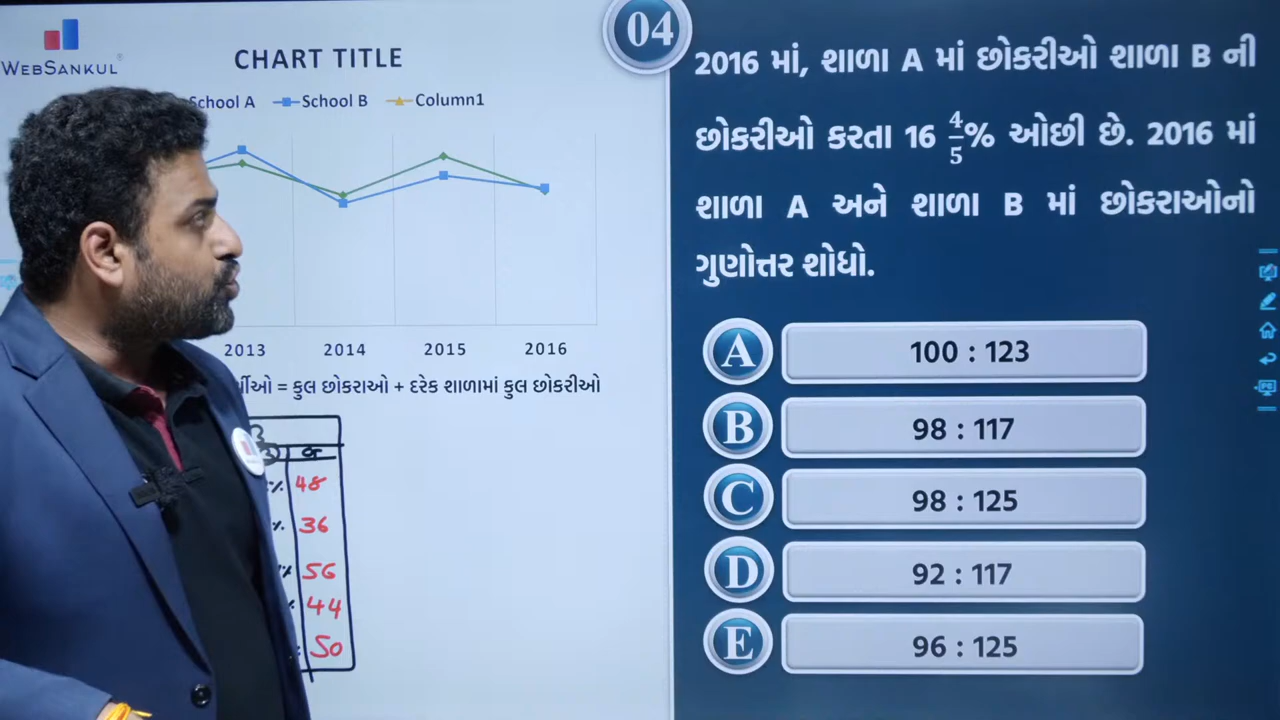 WEBSANKUL
CHART TITLE
School A
School B
Column1
2013
2014
2015
2016
= કુલ છોકરાઓ + દરેક શાળામાં કુલ છોકરીઓ
B
G
% 48
% 36
% 56
44
50
04
2016 માં, શાળા A માં છોકરીઓ શાળા B ની
છોકરીઓ કરતા 16 4/5% ઓછી છે. 2016 માં
શાળા A અને શાળા B માં છોકરાઓનો
ગુણોત્તર શોધો.
A 100 : 123
B 98 : 117
C 98 : 125
D 92 : 117
E 96 : 125